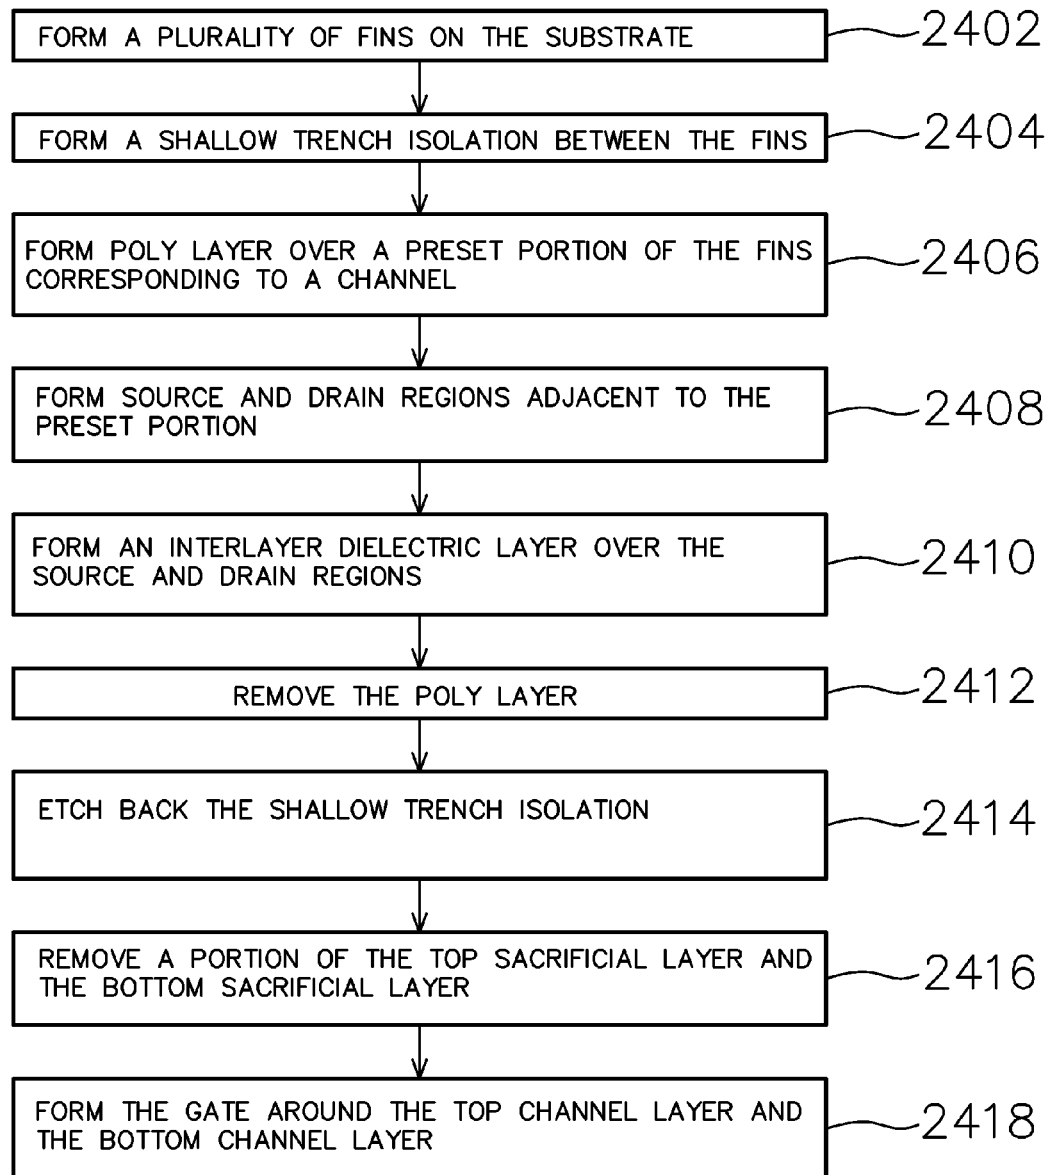 FORM A PLURALITY OF FINS ON THE SUBSTRATE
2402
FORM A SHALLOW TRENCH ISOLATION BETWEEN THE FINS
2404
FORM POLY LAYER OVER A PRESET PORTION OF THE FINS
CORRESPONDING TO A CHANNEL
2406
FORM SOURCE AND DRAIN REGIONS ADJACENT TO THE
PRESET PORTION
2408
FORM AN INTERLAYER DIELECTRIC LAYER OVER THE
SOURCE AND DRAIN REGIONS
2410
REMOVE THE POLY LAYER
2412
ETCH BACK THE SHALLOW TRENCH ISOLATION
2414
REMOVE A PORTION OF THE TOP SACRIFICIAL LAYER AND
THE BOTTOM SACRIFICIAL LAYER
2416
FORM THE GATE AROUND THE TOP CHANNEL LAYER AND
THE BOTTOM CHANNEL LAYER
2418